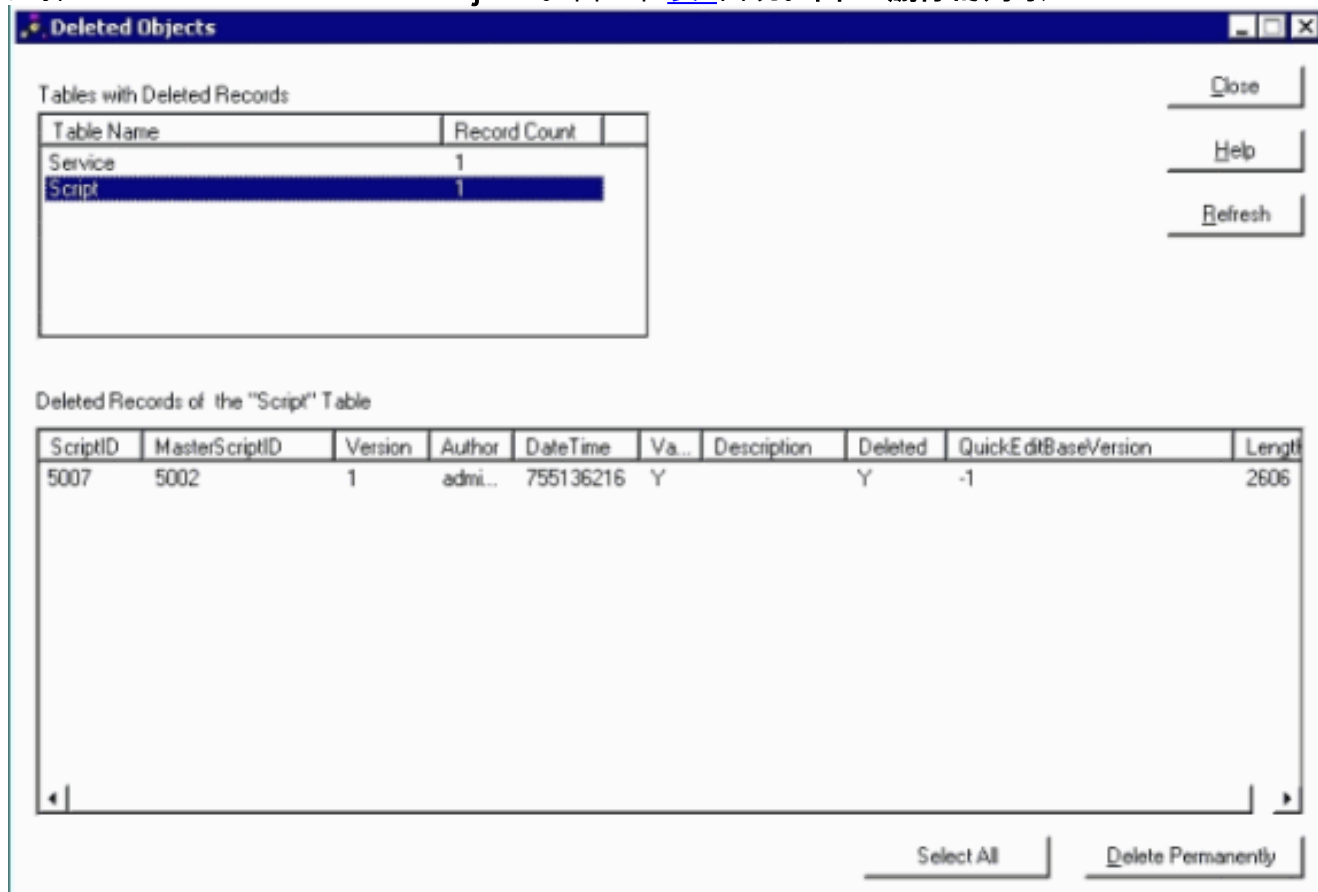 Deleted Objects
Close
Tables with Deleted Records
Table Name Record Count
Help
Service 1
Script 1
Refresh
Deleted Records of the "Script" Table
ScriptID MasterScriptID Version Author DateTime Va... Description Deleted QuickEditBaseVersion Length
5007 5002 1 admi... 755136216 Y Y -1 2606
Select All Delete Permanently